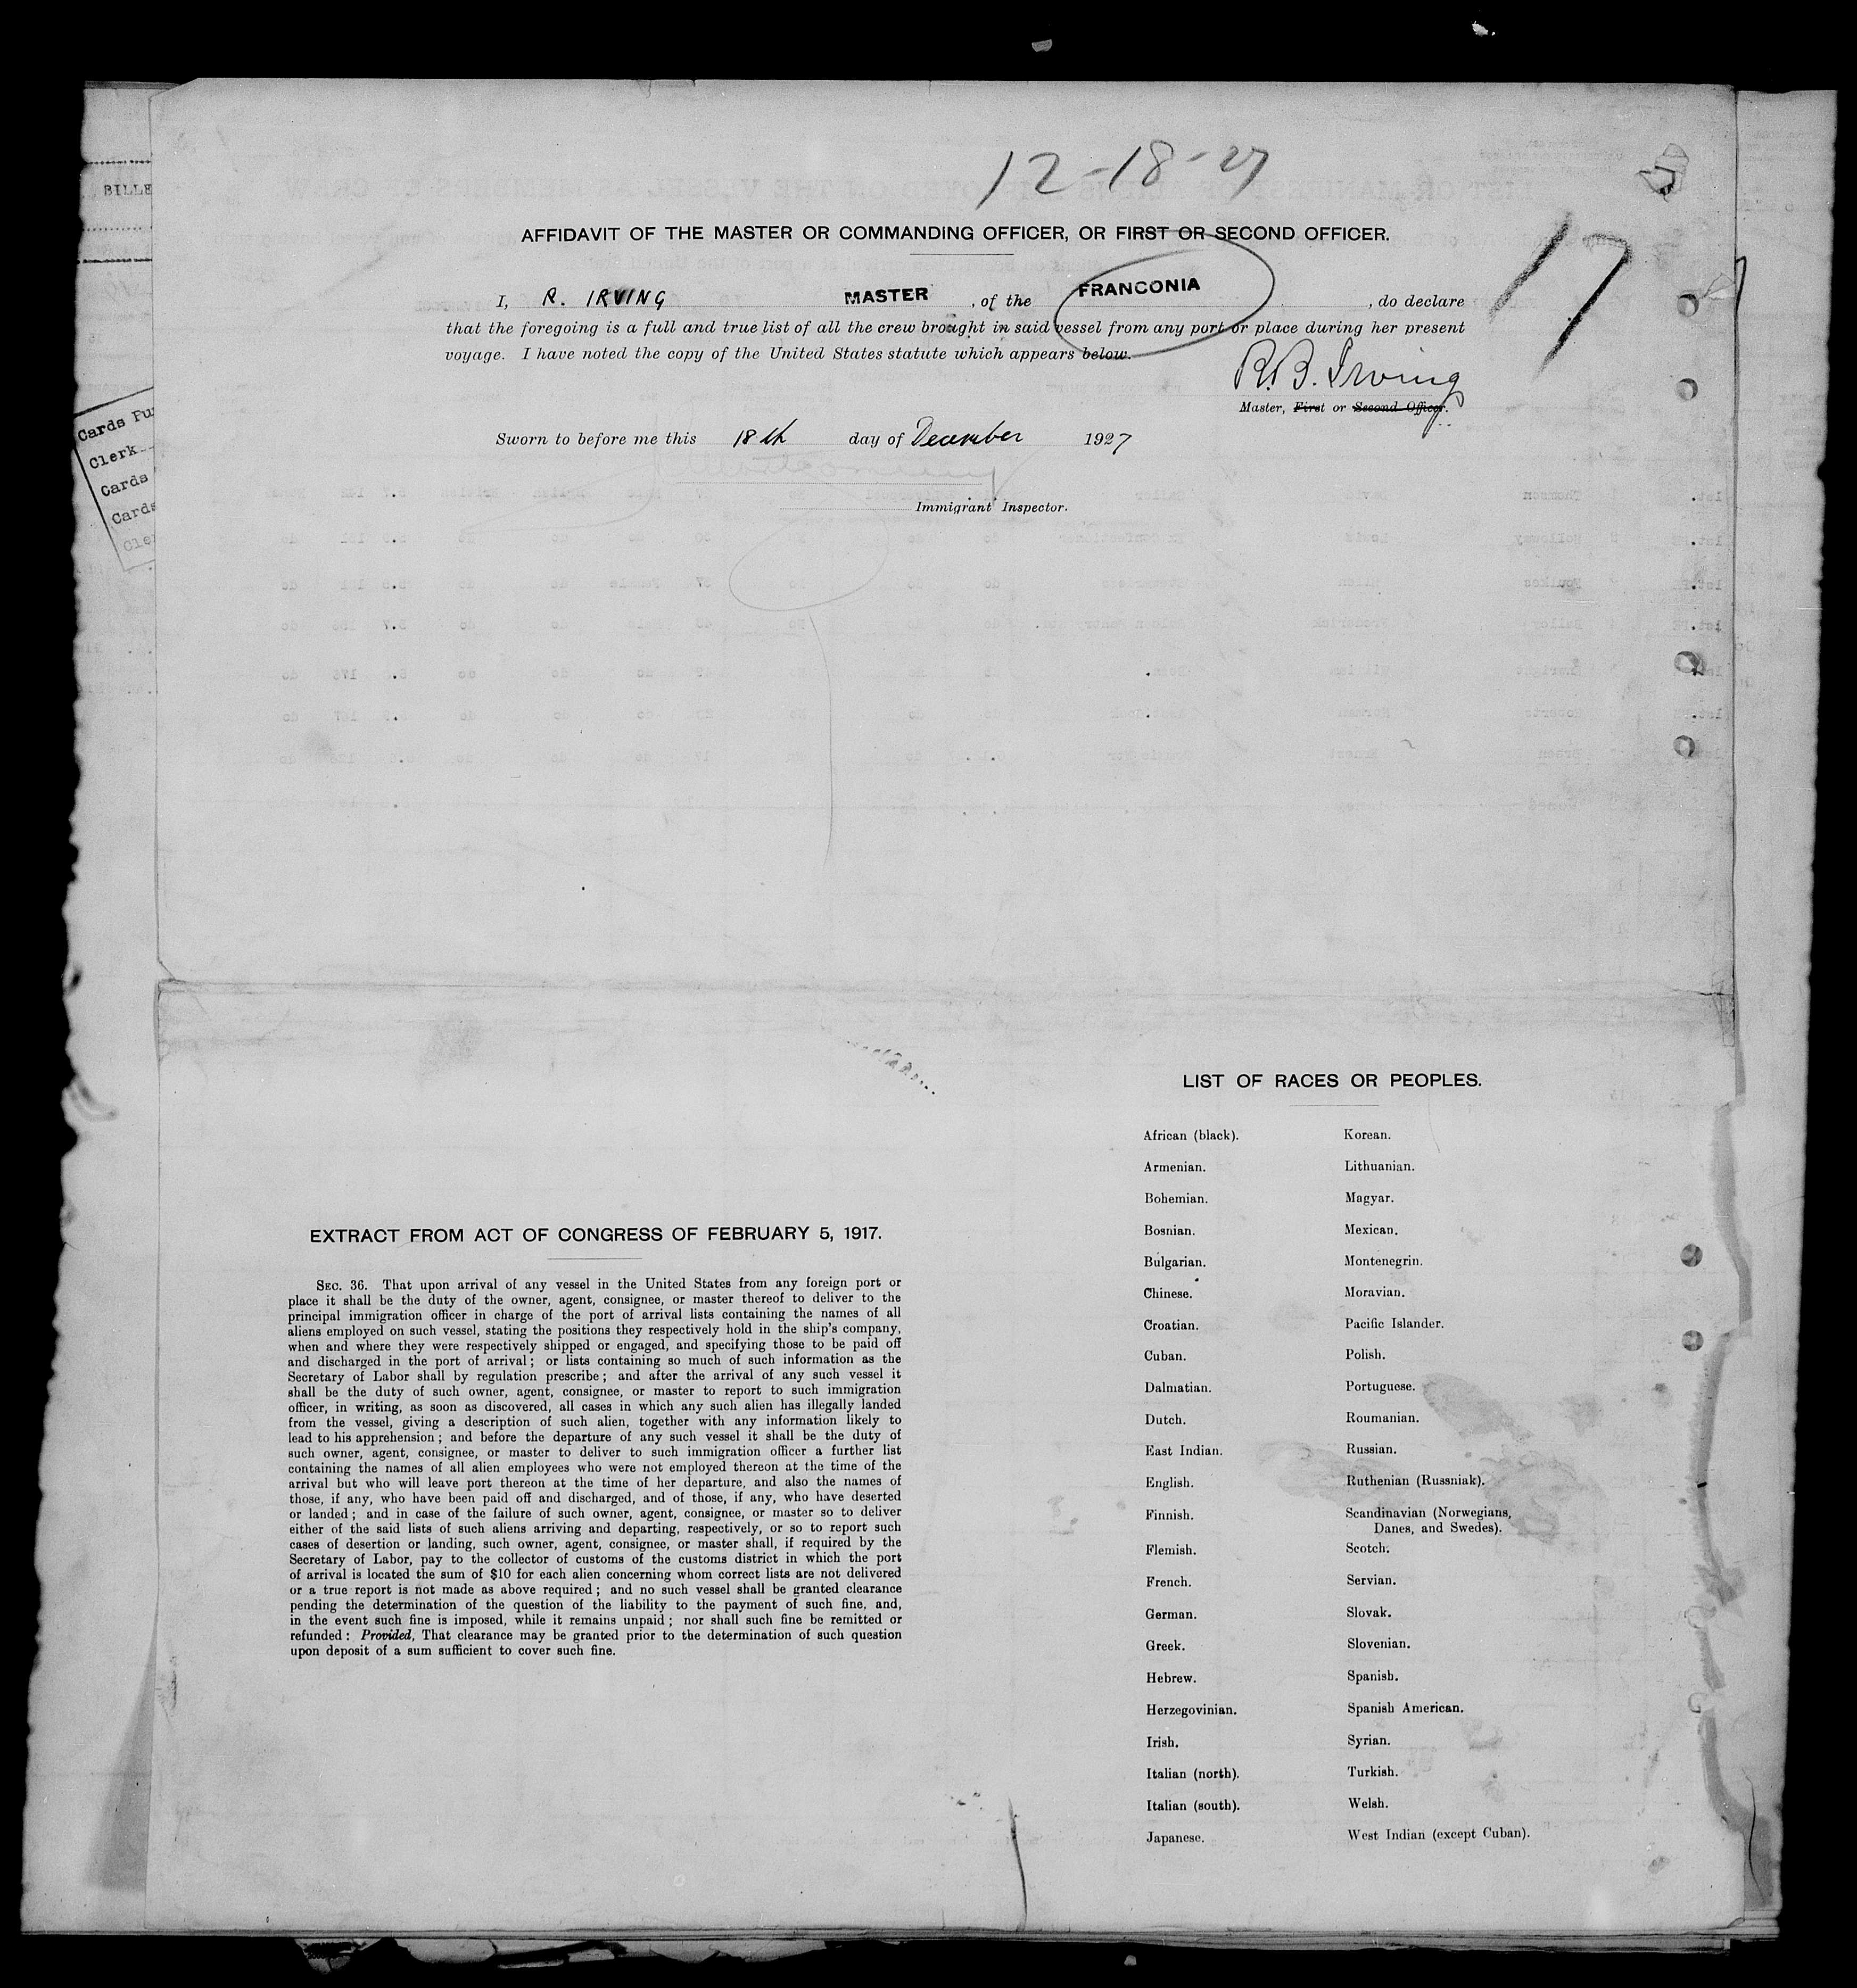 12-18-27
AFFIDAVIT OF THE MASTER OR COMMANDING OFFICER, OR FIRST OR SECOND OFFICER.
17
I, R. IRVING MASTER, of the FRANCONIA, do declare
that the foregoing is a full and true list of all the crew brought in said vessel from any port or place during her present
voyage. I have noted the copy of the United States statute which appears below.
R.B. Irving
Master, First or Second Officer.
Sworn to before me this 18th day of December 1927
Immigrant Inspector.
BILLE
Cards Pu
Clerk
Cards
Cards
Cler
EXTRACT FROM ACT OF CONGRESS OF FEBRUARY 5, 1917.
SEC. 36. That upon arrival of any vessel in the United States from any foreign port or
place it shall be the duty of the owner, agent, consignee, or master thereof to deliver to the
principal immigration officer in charge of the port of arrival lists containing the names of all
aliens employed on such vessel, stating the positions they respectively hold in the ship's company,
when and where they were respectively shipped or engaged, and specifying those to be paid off
and discharged in the port of arrival; or lists containing so much of such information as the
Secretary of Labor shall by regulation prescribe; and after the arrival of any such vessel it
shall be the duty of such owner, agent, consignee, or master to report to such immigration
officer, in writing, as soon as discovered, all cases in which any such alien has illegally landed
from the vessel, giving a description of such alien, together with any information likely to
lead to his apprehension; and before the departure of any such vessel it shall be the duty of
such owner, agent, consignee, or master to deliver to such immigration officer a further list
containing the names of all alien employees who were not employed thereon at the time of the
arrival but who will leave port thereon at the time of her departure, and also the names of
those, if any, who have been paid off and discharged, and of those, if any, who have deserted
or landed; and in case of the failure of such owner, agent, consignee, or master so to deliver
either of the said lists of such aliens arriving and departing, respectively, or so to report such
cases of desertion or landing, such owner, agent, consignee, or master shall, if required by the
Secretary of Labor, pay to the collector of customs of the customs district in which the port
of arrival is located the sum of $10 for each alien concerning whom correct lists are not delivered
or a true report is not made as above required; and no such vessel shall be granted clearance
pending the determination of the question of the liability to the payment of such fine, and,
in the event such fine is imposed, while it remains unpaid; nor shall such fine be remitted or
refunded: Provided, That clearance may be granted prior to the determination of such question
upon deposit of a sum sufficient to cover such fine.
LIST OF RACES OR PEOPLES.
African (black).
Armenian.
Bohemian.
Bosnian.
Bulgarian.
Chinese.
Croatian.
Cuban.
Dalmatian.
Dutch.
East Indian.
English.
Finnish.
Flemish.
French.
German.
Greek.
Hebrew.
Herzegovinian.
Irish.
Italian (north).
Italian (south).
Japanese.
Korean.
Lithuanian.
Magyar.
Mexican.
Montenegrin.
Moravian.
Pacific Islander.
Polish.
Portuguese.
Roumanian.
Russian.
Ruthenian (Russniak).
Scandinavian (Norwegians,
Danes, and Swedes).
Scotch.
Servian.
Slovak.
Slovenian.
Spanish.
Spanish American.
Syrian.
Turkish.
Welsh.
West Indian (except Cuban).